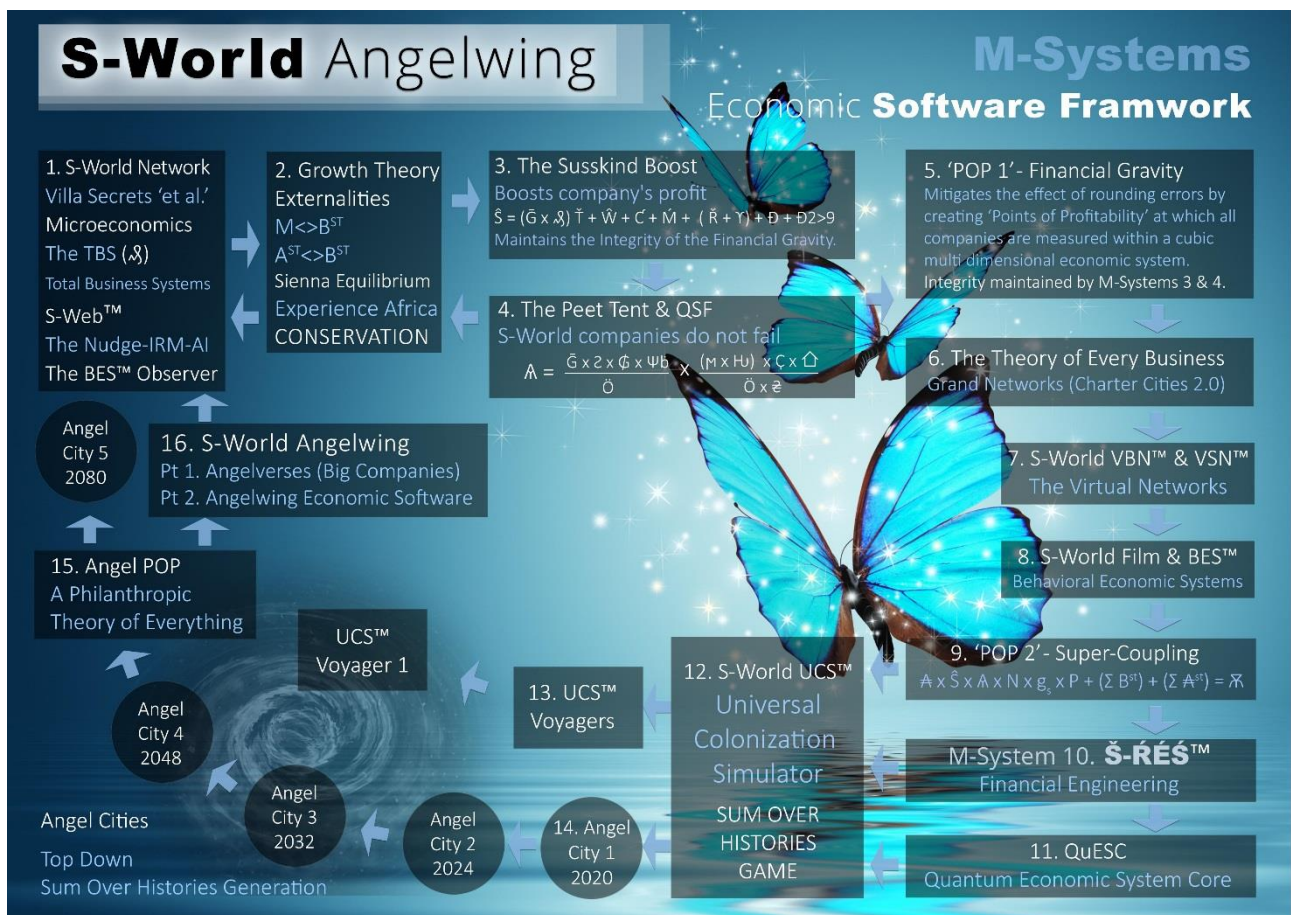 S-World Angelwing
M-Systems
Economic Software Framwork
1. S-World Network
Villa Secrets ‘et al.’
Microeconomics
The TBS (𝒮)
Total Business Systems
S-Web™
The Nudge-IRM-AI
The BES™ Observer
2. Growth Theory
Externalities
M<>Bˢᵀ
Aˢᵀ<>Bˢᵀ
Sienna Equilibrium
Experience Africa
CONSERVATION
3. The Susskind Boost
Boosts company's profit
Maintains the Integrity of the Financial Gravity.
4. The Peet Tent & QSF
S-World companies do not fail
5. ‘POP 1’- Financial Gravity
Mitigates the effect of rounding errors by
creating ‘Points of Profitability’ at which all
companies are measured within a cubic
multi dimensional economic system.
Integrity maintained by M-Systems 3 & 4.
6. The Theory of Every Business
Grand Networks (Charter Cities 2.0)
7. S-World VBN™ & VSN™
The Virtual Networks
8. S-World Film & BES™
Behavioral Economic Systems
9. ‘POP 2’- Super-Coupling
M-System 10. Š-ŔÉŚ™
Financial Engineering
11. QuESC
Quantum Economic System Core
12. S-World UCS™
Universal
Colonization
Simulator
SUM OVER
HISTORIES
GAME
13. UCS™
Voyagers
UCS™
Voyager 1
14. Angel
City 1
2020
Angel
City 2
2024
Angel
City 3
2032
Angel
City 4
2048
15. Angel POP
A Philanthropic
Theory of Everything
Angel
City 5
2080
16. S-World Angelwing
Pt 1. Angelverses (Big Companies)
Pt 2. Angelwing Economic Software
Angel Cities
Top Down
Sum Over Histories Generation